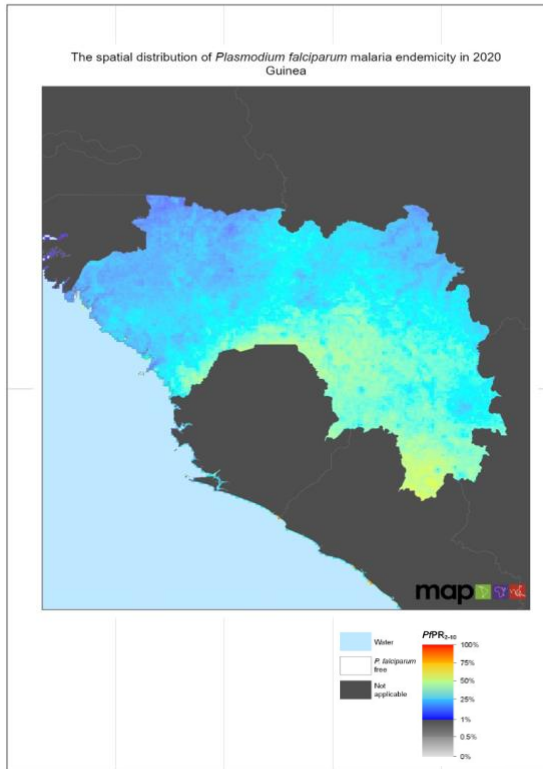 The spatial distribution of Plasmodium falciparum malaria endemicity in 2020
Guinea
map
Water
P. falciparum
free
Not
applicable
PfPR₂₋₁₀
100%
75%
50%
25%
1%
0.5%
0%